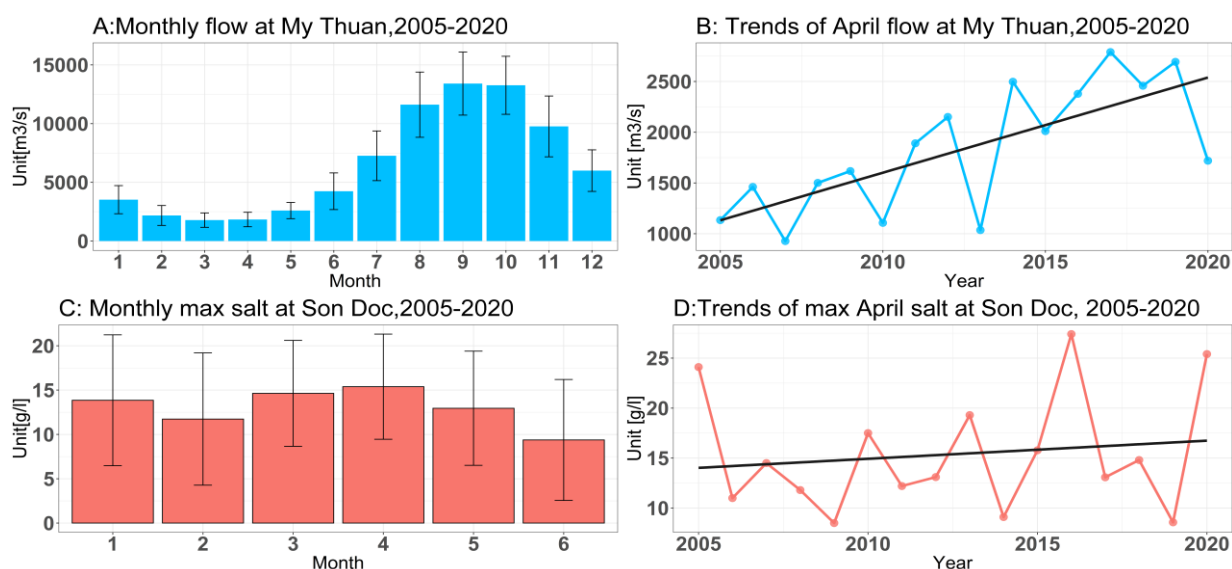 A:Monthly flow at My Thuan,2005-2020
Unit[m3/s]
15000
10000
5000
0
1 2 3 4 5 6 7 8 9 10 11 12
Month
B: Trends of April flow at My Thuan,2005-2020
Unit [m3/s]
2500
2000
1500
1000
2005 2010 2015 2020
Year
C: Monthly max salt at Son Doc,2005-2020
Unit[g/l]
20
15
10
5
0
1 2 3 4 5 6
Month
D:Trends of max April salt at Son Doc, 2005-2020
Unit [g/l]
25
20
15
10
2005 2010 2015 2020
Year